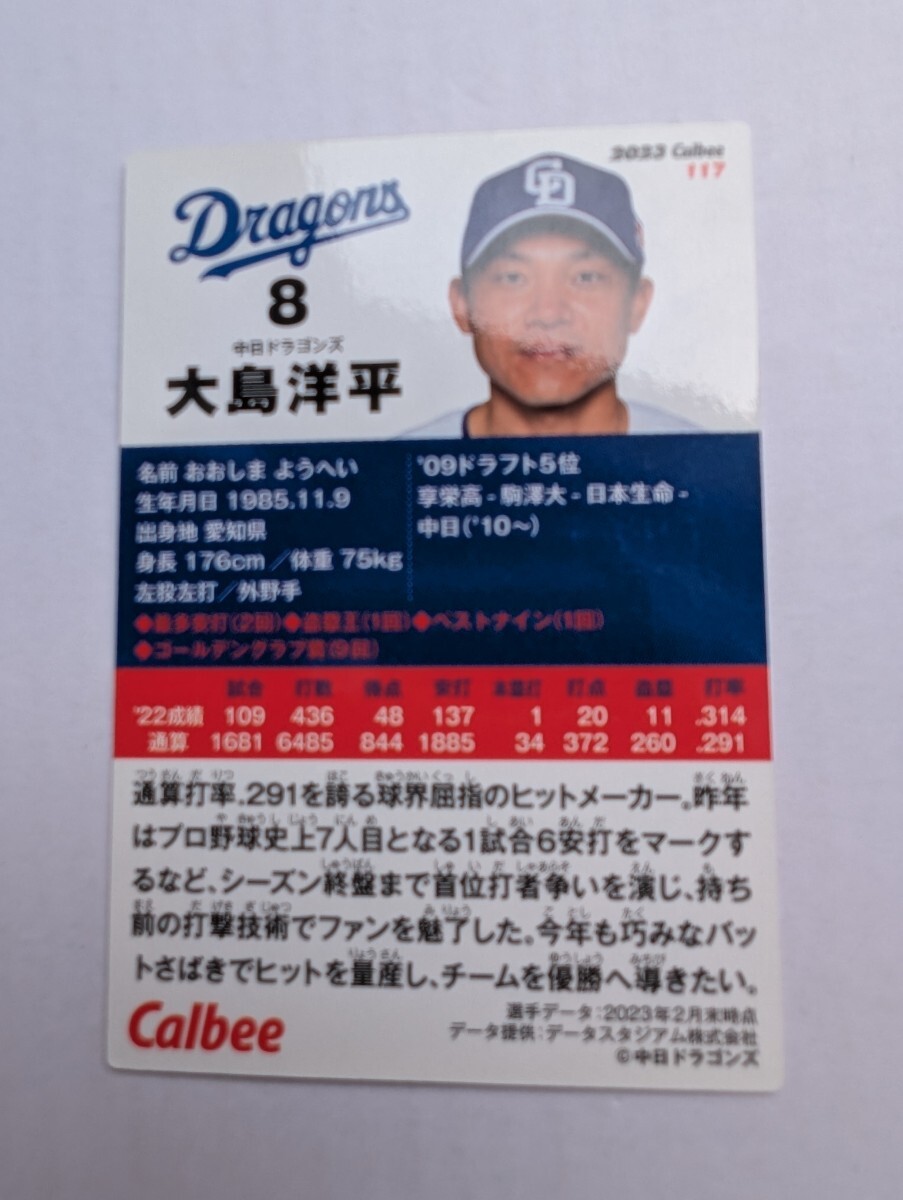 2023 Calbee
117
CD
Dragons
8
中日ドラゴンズ
大島洋平
名前 おおしま ようへい
生年月日 1985.11.9
出身地 愛知県
身長 176cm／体重 75kg
左投左打／外野手
'09ドラフト5位
享栄高-駒澤大-日本生命-
中日('10〜)
◆最多安打(2回)◆盗塁王(1回)◆ベストナイン(1回)
◆ゴールデングラブ賞(9回)
試合 打数 得点 安打 本塁打 打点 盗塁 打率
'22成績 109 436 48 137 1 20 11 .314
通算 1681 6485 844 1885 34 372 260 .291
通算打率.291を誇る球界屈指のヒットメーカー。昨年
はプロ野球史上7人目となる1試合6安打をマークす
るなど、シーズン終盤まで首位打者争いを演じ、持ち
前の打撃技術でファンを魅了した。今年も巧みなバッ
トさばきでヒットを量産し、チームを優勝へ導きたい。
Calbee
選手データ：2023年2月末時点
データ提供：データスタジアム株式会社
©中日ドラゴンズ